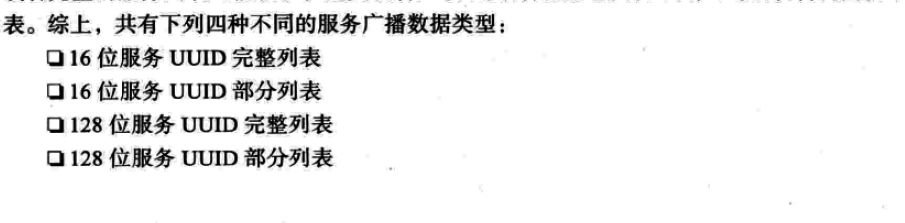 表。综上，共有下列四种不同的服务广播数据类型：
❏ 16 位服务 UUID 完整列表
❏ 16 位服务 UUID 部分列表
❏ 128 位服务 UUID 完整列表
❏ 128 位服务 UUID 部分列表